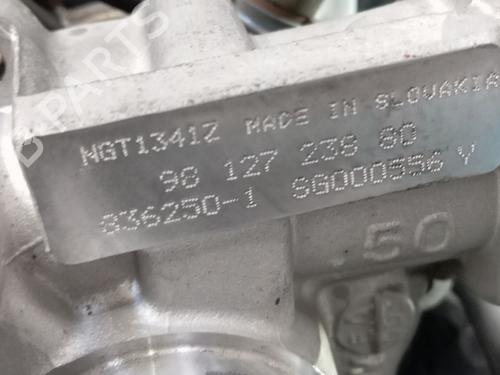 NGT1341Z MADE IN SLOVAKIA
98 127 238 80
836250-1 SG000556 Y
50